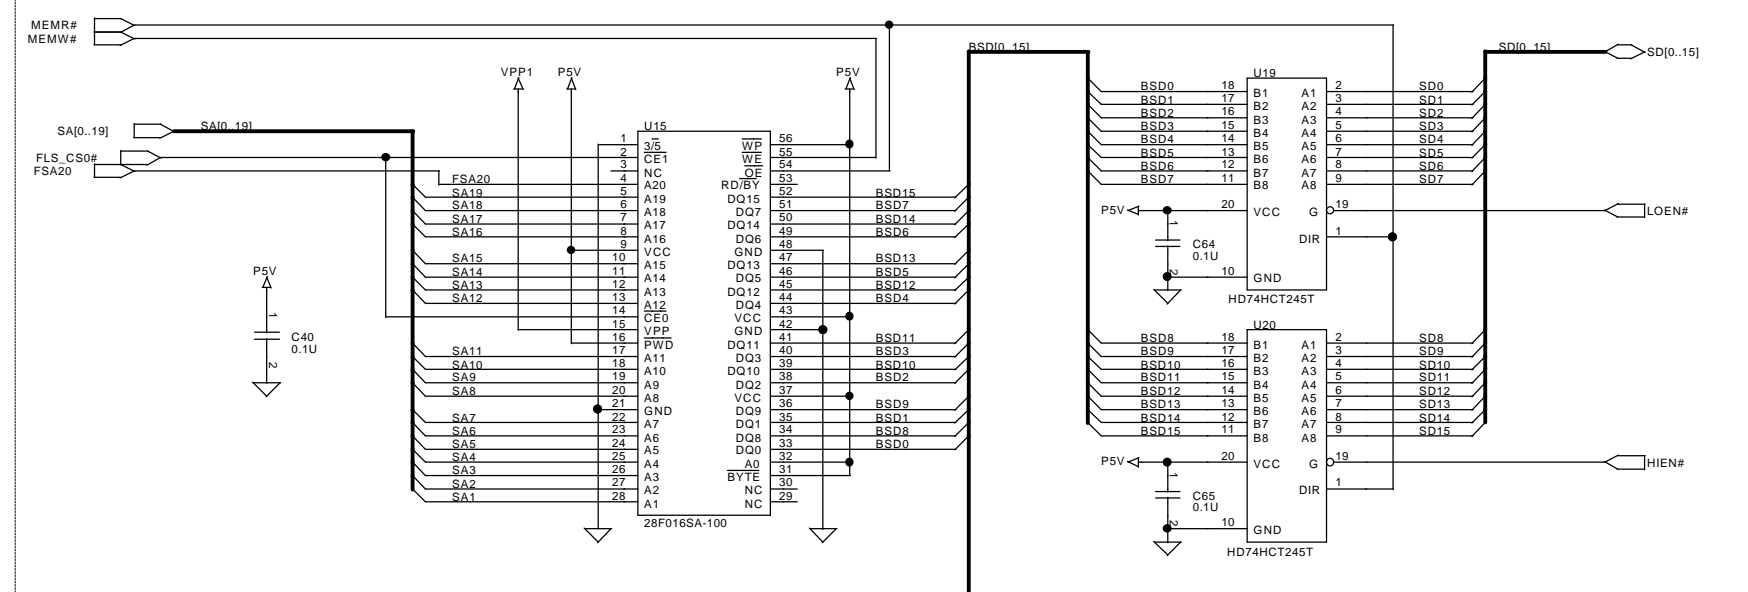 MEMR#
MEMW#
SA[0..19]
SA[0..19]
FLS_CS0#
FSA20
VPP1
P5V
P5V
P5V
C40
0.1U
1
2
FSA20
SA19
SA18
SA17
SA16
SA15
SA14
SA13
SA12
SA11
SA10
SA9
SA8
SA7
SA6
SA5
SA4
SA3
SA2
SA1
U15
1 3/5
2 CE1
3 NC
4 A20
5 A19
6 A18
7 A17
8 A16
9 VCC
10 A15
11 A14
12 A13
13 A12
14 CE0
15 VPP
16 PWD
17 A11
18 A10
19 A9
20 A8
21 GND
22 A7
23 A6
24 A5
25 A4
26 A3
27 A2
28 A1
WP 56
WE 55
OE 54
RD/BY 53
DQ15 52
DQ7 51
DQ14 50
DQ6 49
GND 48
DQ13 47
DQ5 46
DQ12 45
DQ4 44
VCC 43
GND 42
DQ11 41
DQ3 40
DQ10 39
DQ2 38
VCC 37
DQ9 36
DQ1 35
DQ8 34
DQ0 33
A0 32
BYTE 31
NC 30
NC 29
28F016SA-100
BSD15
BSD7
BSD14
BSD6
BSD13
BSD5
BSD12
BSD4
BSD11
BSD3
BSD10
BSD2
BSD9
BSD1
BSD8
BSD0
BSD[0..15]
SD[0..15]
SD[0..15]
U19
BSD0 18 B1 A1 2 SD0
BSD1 17 B2 A2 3 SD1
BSD2 16 B3 A3 4 SD2
BSD3 15 B4 A4 5 SD3
BSD4 14 B5 A5 6 SD4
BSD5 13 B6 A6 7 SD5
BSD6 12 B7 A7 8 SD6
BSD7 11 B8 A8 9 SD7
P5V 20 VCC G 19 LOEN#
DIR 1
1
C64
0.1U
2
10 GND
HD74HCT245T
U20
BSD8 18 B1 A1 2 SD8
BSD9 17 B2 A2 3 SD9
BSD10 16 B3 A3 4 SD10
BSD11 15 B4 A4 5 SD11
BSD12 14 B5 A5 6 SD12
BSD13 13 B6 A6 7 SD13
BSD14 12 B7 A7 8 SD14
BSD15 11 B8 A8 9 SD15
P5V 20 VCC G 19 HIEN#
DIR 1
1
C65
0.1U
2
10 GND
HD74HCT245T